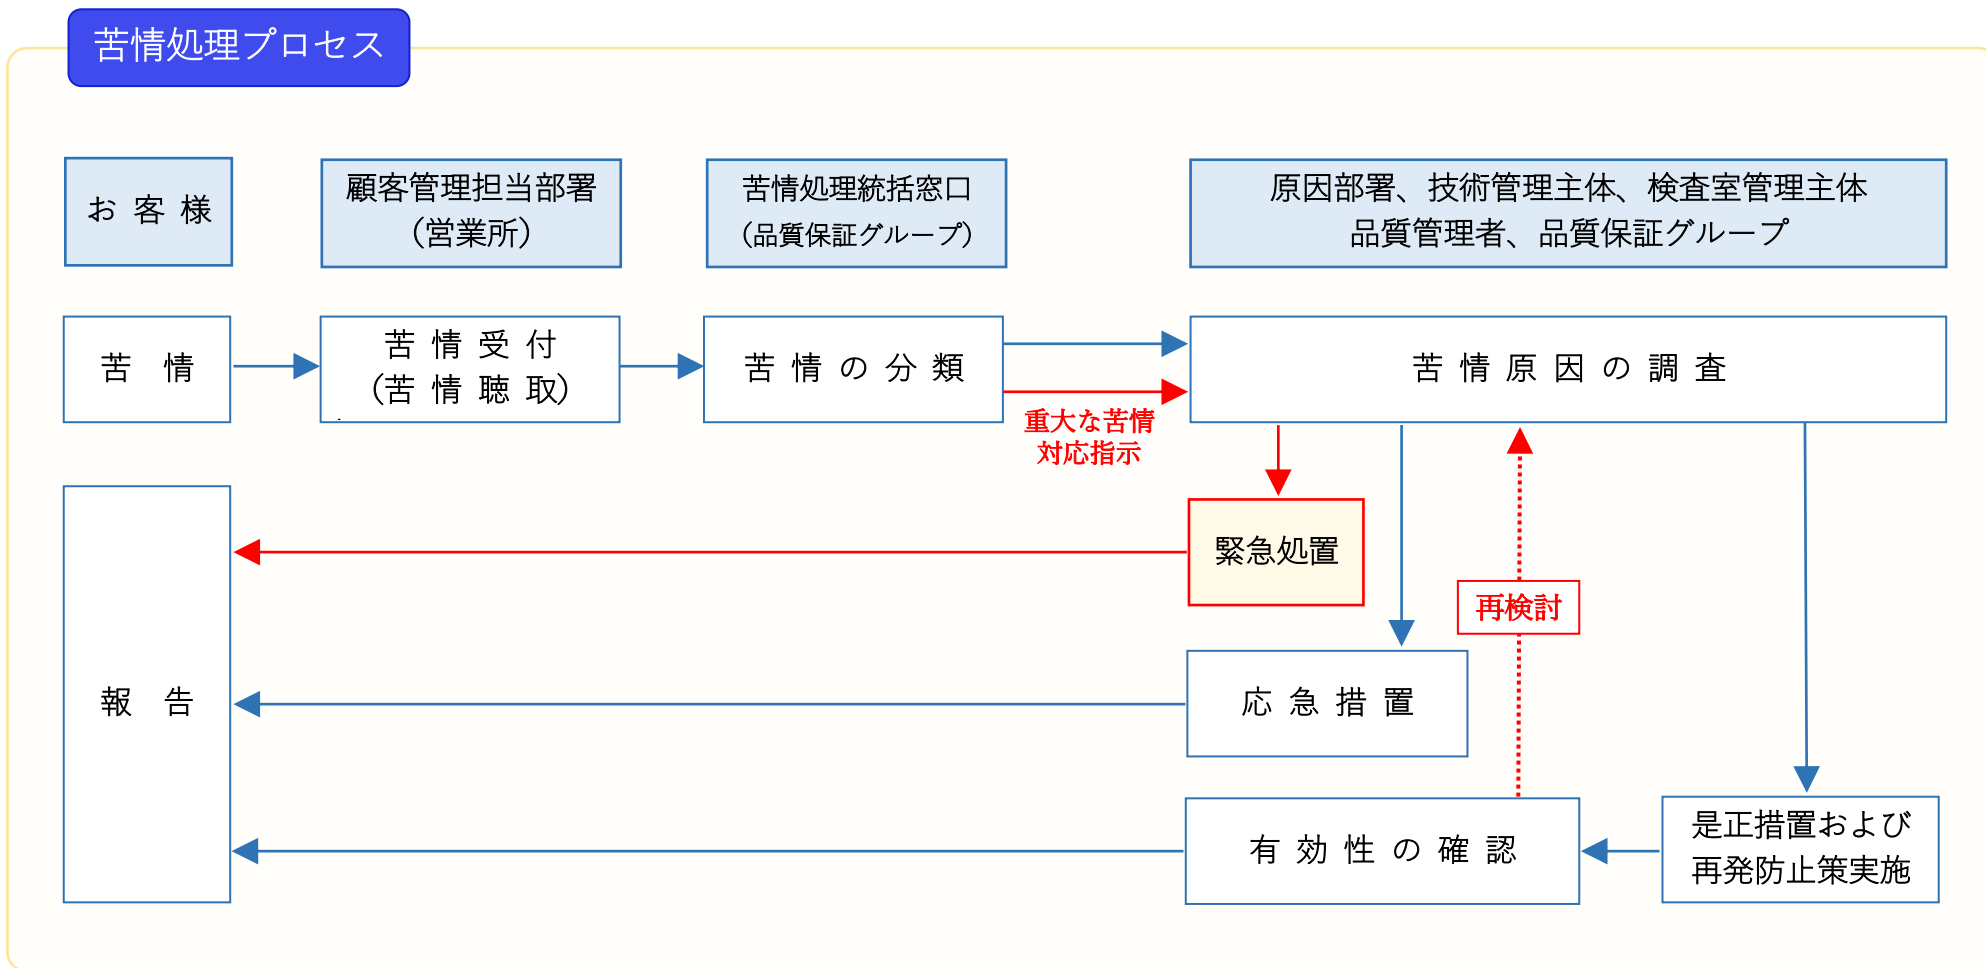 苦情処理プロセス
お 客 様
顧客管理担当部署
（営業所）
苦情処理統括窓口
（品質保証グループ）
原因部署、技術管理主体、検査室管理主体
品質管理者、品質保証グループ
苦　情
苦 情 受 付
（苦 情 聴 取）
苦 情 の 分 類
苦 情 原 因 の 調 査
重大な苦情
対応指示
緊急処置
再検討
報　告
応 急 措 置
有 効 性 の 確 認
是正措置および
再発防止策実施